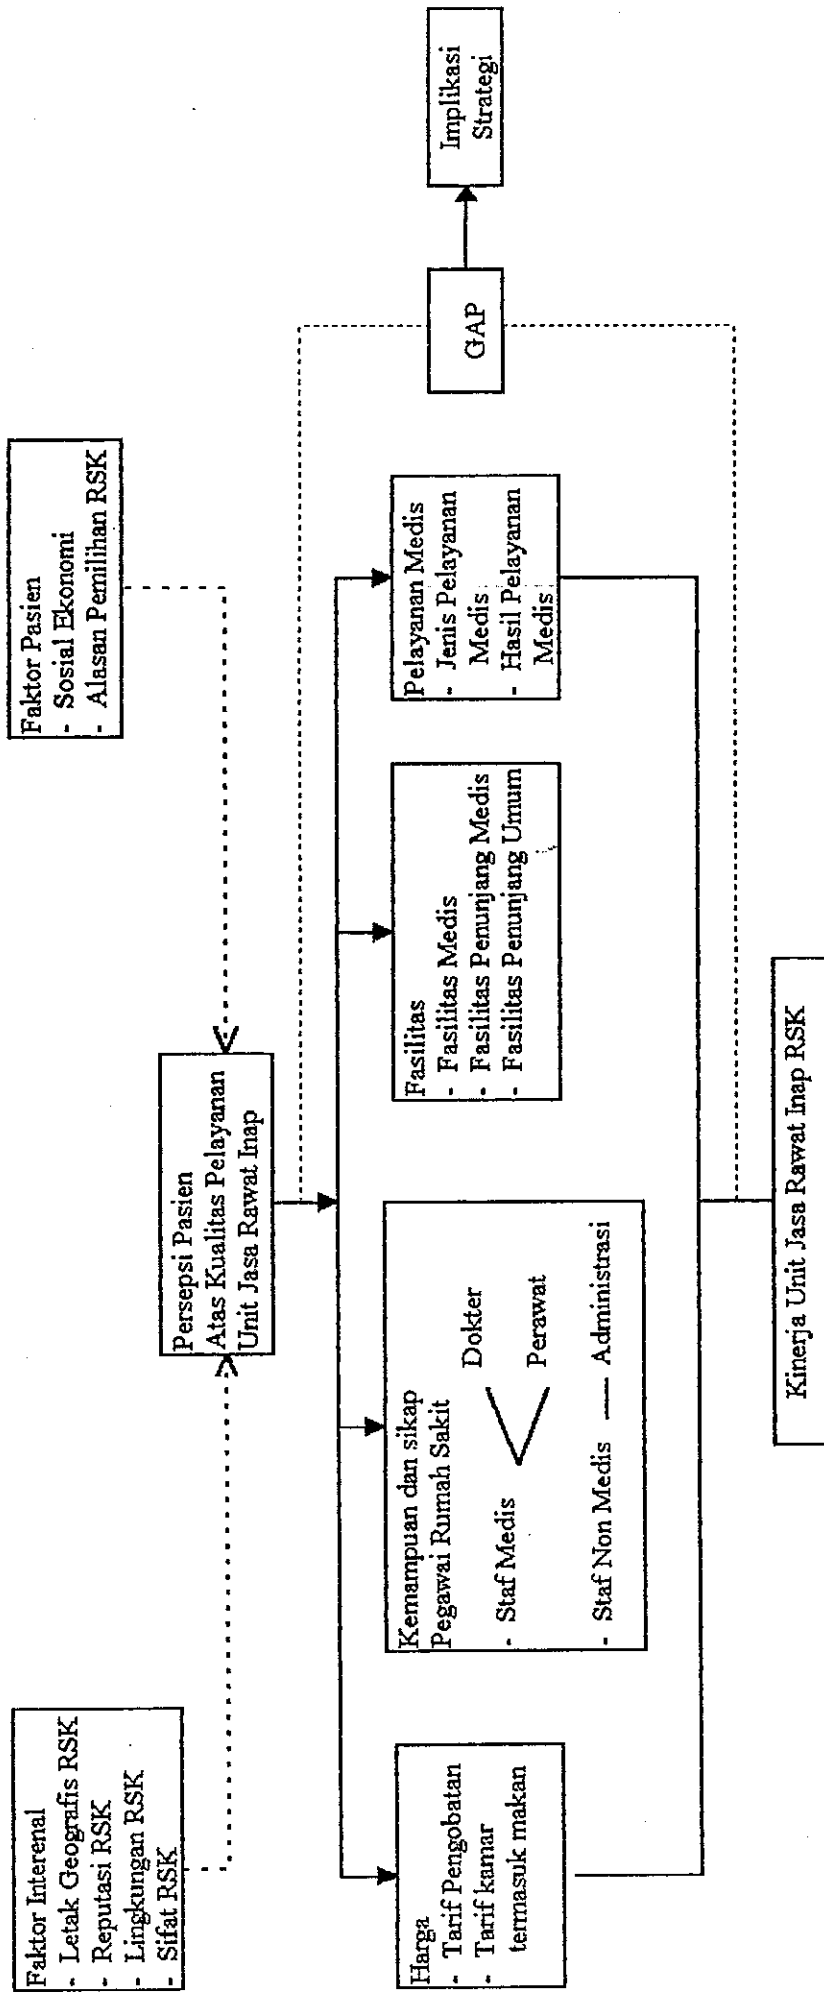 Faktor Interenal
- Letak Geografis RSK
- Reputasi RSK
- Lingkungan RSK
- Sifat RSK
Faktor Pasien
- Sosial Ekonomi
- Alasan Pemilihan RSK
Persepsi Pasien
Atas Kualitas Pelayanan
Unit Jasa Rawat Inap
Harga
- Tarif Pengobatan
- Tarif kamar
termasuk makan
Kemampuan dan sikap
Pegawai Rumah Sakit
- Staf Medis
Dokter
Perawat
- Staf Non Medis
Administrasi
Fasilitas
- Fasilitas Medis
- Fasilitas Penunjang Medis
- Fasilitas Penunjang Umum
Pelayanan Medis
- Jenis Pelayanan
Medis
- Hasil Pelayanan
Medis
GAP
Implikasi
Strategi
Kinerja Unit Jasa Rawat Inap RSK